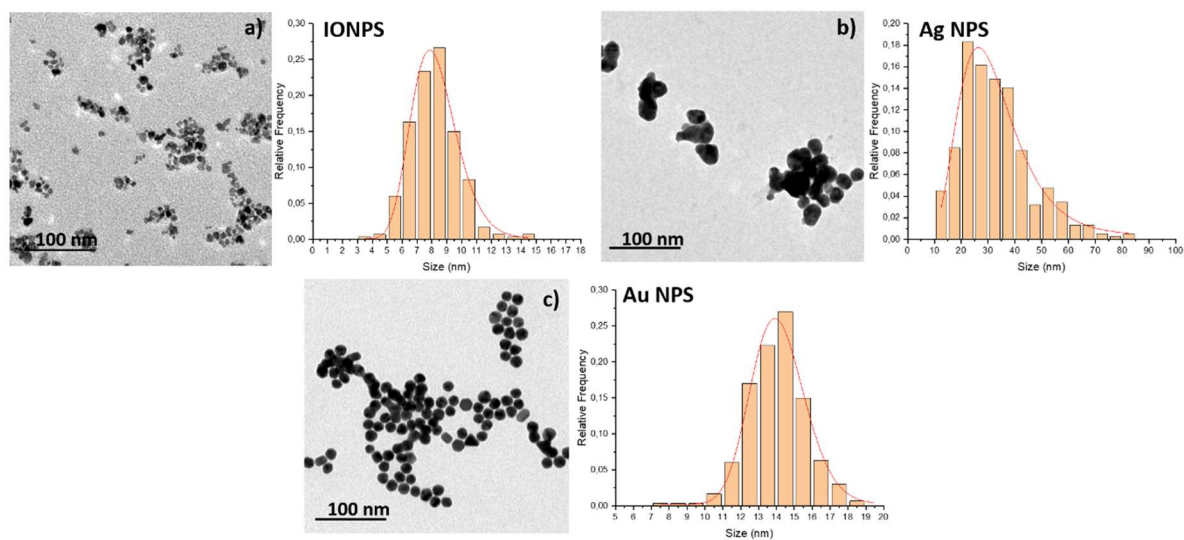 a)
100 nm
IONPS
0,30
0,25
0,20
0,15
0,10
0,05
0,00
Relative Frequency
0 1 2 3 4 5 6 7 8 9 10 11 12 13 14 15 16 17 18
Size (nm)
b)
100 nm
Ag NPS
0,20
0,18
0,16
0,14
0,12
0,10
0,08
0,06
0,04
0,02
0,00
Relative Frequency
0 10 20 30 40 50 60 70 80 90 100
Size (nm)
c)
100 nm
Au NPS
0,30
0,25
0,20
0,15
0,10
0,05
0,00
Relative Frequency
5 6 7 8 9 10 11 12 13 14 15 16 17 18 19 20
Size (nm)